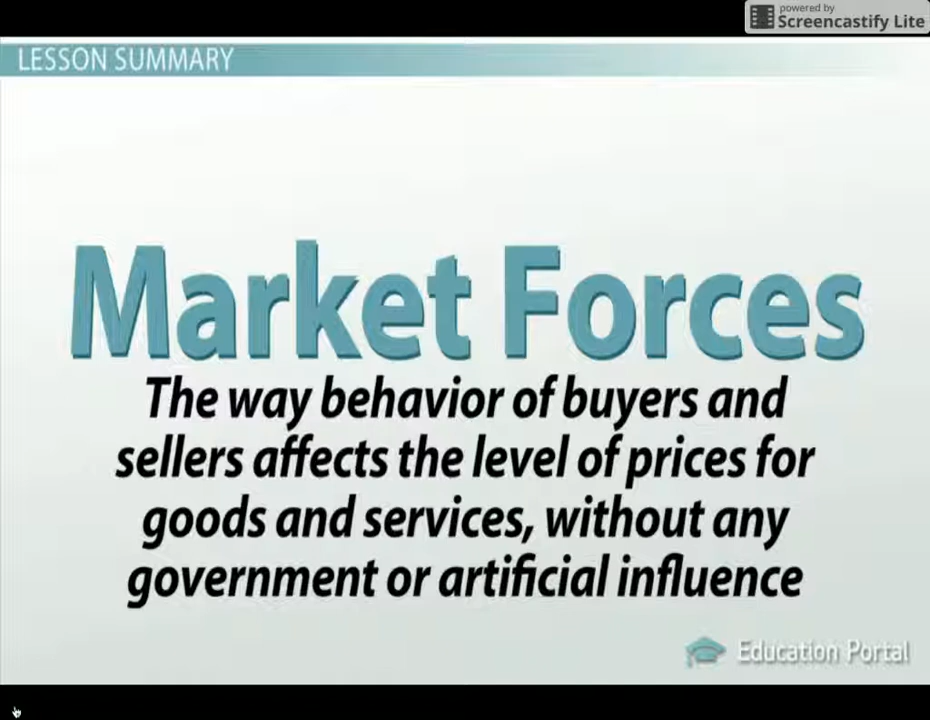 powered by
Screencastify Lite
LESSON SUMMARY
Market Forces
The way behavior of buyers and
sellers affects the level of prices for
goods and services, without any
government or artificial influence
Education Portal